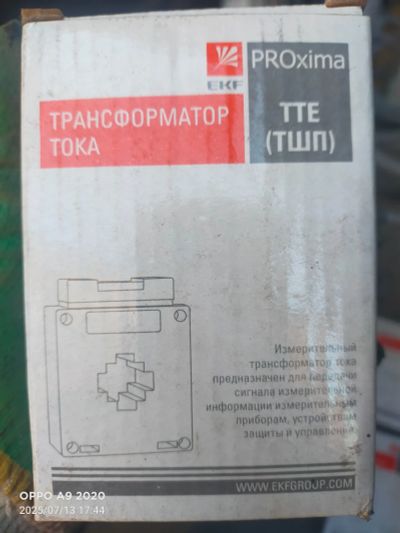 EKF
PROxima
ТРАНСФОРМАТОР
ТОКА
ТТЕ
(ТШП)
Измерительный
трансформатор тока
предназначен для передачи
сигнала измерительной
информации измерительным
приборам, устройствам
защиты и управления.
WWW.EKFGROUP.COM
OPPO A9 2020
2025/07/13 17:44